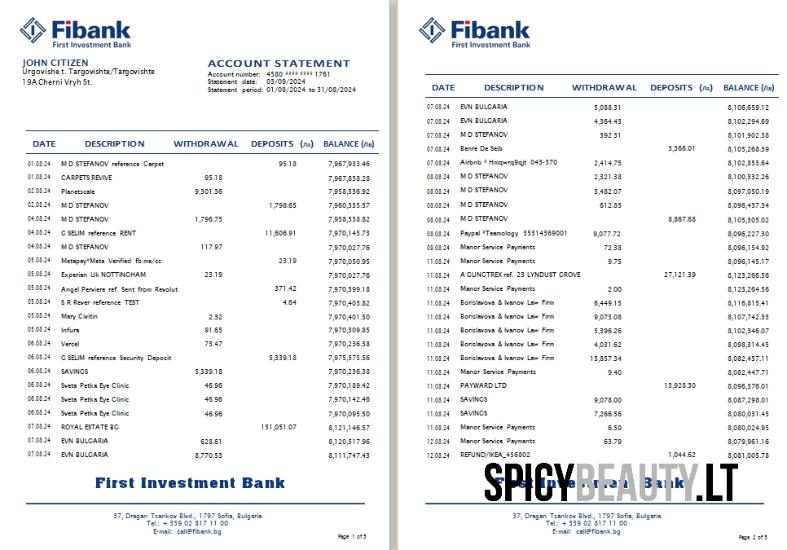 Fibank
First Investment Bank
JOHN CITIZEN
Urgovishe t. Targovishte/Targovishte
19A Cherni Vryh St.
ACCOUNT STATEMENT
Account number: 4580 **** **** 1761
Statement date: 03/09/2024
Statement period: 01/08/2024 to 31/08/2024
DATE DESCRIPTION WITHDRAWAL DEPOSITS (Лв) BALANCE (Лв)
01.08.24 M D STEFANOV reference Carpet 95.18 7,967,933.46
01.08.24 CARPETS REVIVE 95.18 7,967,838.28
02.08.24 Planetscale 9,301.36 7,958,536.92
02.08.24 M D STEFANOV 1,798.65 7,960,335.57
04.08.24 M D STEFANOV 1,796.75 7,958,538.82
04.08.24 G SELIM reference RENT 11,606.91 7,970,145.73
04.08.24 M D STEFANOV 117.97 7,970,027.76
05.08.24 Metapay*Meta Verified fb.me/cc 23.19 7,970,050.95
05.08.24 Experian Uk NOTTINGHAM 23.19 7,970,027.76
05.08.24 Angel Perviere ref. Sent from Revolut 371.42 7,970,399.18
05.08.24 S R Rever reference TEST 4.64 7,970,403.82
05.08.24 Mary Civitin 2.32 7,970,401.50
05.08.24 Infura 91.65 7,970,309.85
06.08.24 Vercel 73.47 7,970,236.38
06.08.24 G SELIM reference Security Deposit 5,339.18 7,975,575.56
06.08.24 SAVINGS 5,339.18 7,970,236.38
06.08.24 Sveta Petka Eye Clinic 46.96 7,970,189.42
06.08.24 Sveta Petka Eye Clinic 46.96 7,970,142.46
06.08.24 Sveta Petka Eye Clinic 46.96 7,970,095.50
07.08.24 ROYAL ESTATE BG 151,051.07 8,121,146.57
07.08.24 EVN BULGARIA 628.61 8,120,517.96
07.08.24 EVN BULGARIA 8,770.53 8,111,747.43
First Investment Bank
37, Dragan Tsankov Blvd., 1797 Sofia, Bulgaria
Tel.: + 359 02 817 11 00
E-mail: call@fibank.bg
Page 1 of 5
Fibank
First Investment Bank
DATE DESCRIPTION WITHDRAWAL DEPOSITS (Лв) BALANCE (Лв)
07.08.24 EVN BULGARIA 5,088.31 8,106,659.12
07.08.24 EVN BULGARIA 4,364.43 8,102,294.69
07.08.24 M D STEFANOV 392.31 8,101,902.38
07.08.24 Benre De Seib 3,366.01 8,105,268.39
07.08.24 Airbnb * Hmqwrq9qjt 043-570 2,414.75 8,102,853.64
08.08.24 M D STEFANOV 2,321.38 8,100,532.26
08.08.24 M D STEFANOV 3,482.07 8,097,050.19
08.08.24 M D STEFANOV 612.85 8,096,437.34
08.08.24 M D STEFANOV 8,867.68 8,105,305.02
08.08.24 Paypal *Teamology 35314369001 9,077.72 8,096,227.30
09.08.24 Manor Service Payments 72.38 8,096,154.92
11.08.24 Manor Service Payments 9.75 8,096,145.17
11.08.24 A GUNCTREX ref. 23 LYNDUST GROVE 27,121.39 8,123,266.56
11.08.24 Manor Service Payments 2.00 8,123,264.56
11.08.24 Borislavova & Ivanov Law Firm 6,449.15 8,116,815.41
11.08.24 Borislavova & Ivanov Law Firm 9,073.08 8,107,742.33
11.08.24 Borislavova & Ivanov Law Firm 5,396.26 8,102,346.07
11.08.24 Borislavova & Ivanov Law Firm 4,031.62 8,098,314.45
11.08.24 Borislavova & Ivanov Law Firm 15,857.34 8,082,457.11
11.08.24 Manor Service Payments 9.40 8,082,447.71
11.08.24 PAYWARD LTD 13,928.30 8,096,376.01
11.08.24 SAVINGS 9,078.00 8,087,298.01
11.08.24 SAVINGS 7,266.56 8,080,031.45
11.08.24 Manor Service Payments 6.50 8,080,024.95
12.08.24 Manor Service Payments 63.79 8,079,961.16
12.08.24 REFUND/IKEA_456802 1,044.62 8,081,005.78
First Investment Bank
SPICYBEAUTY.LT
37, Dragan Tsankov Blvd., 1797 Sofia, Bulgaria
Tel.: + 359 02 817 11 00
E-mail: call@fibank.bg
Page 2 of 5